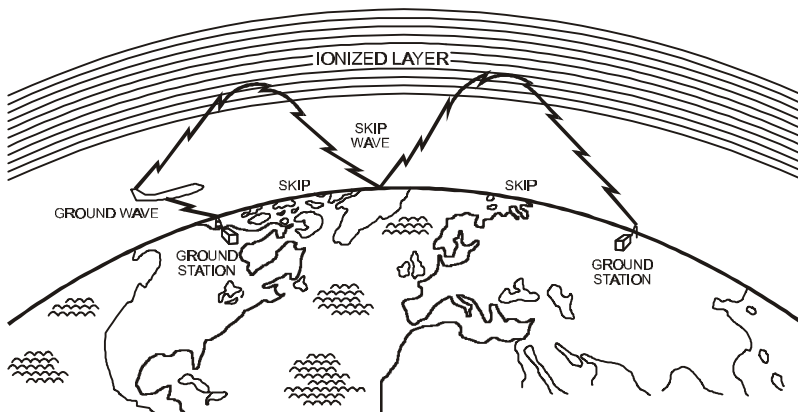 IONIZED LAYER
SKIP
WAVE
SKIP
SKIP
GROUND WAVE
GROUND
STATION
GROUND
STATION